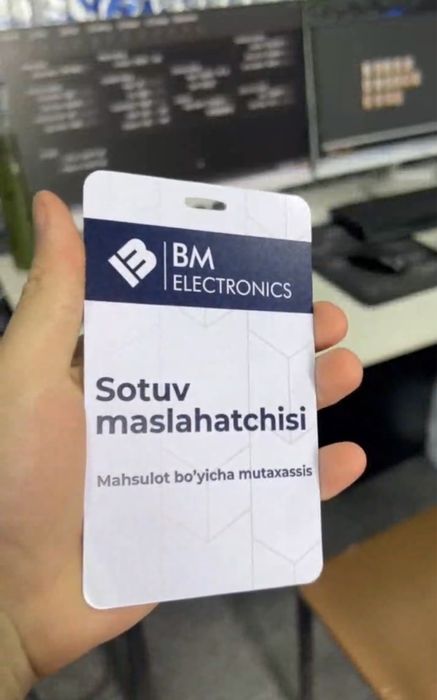 BM
ELECTRONICS
Sotuv
maslahatchisi
Mahsulot bo'yicha mutaxassis